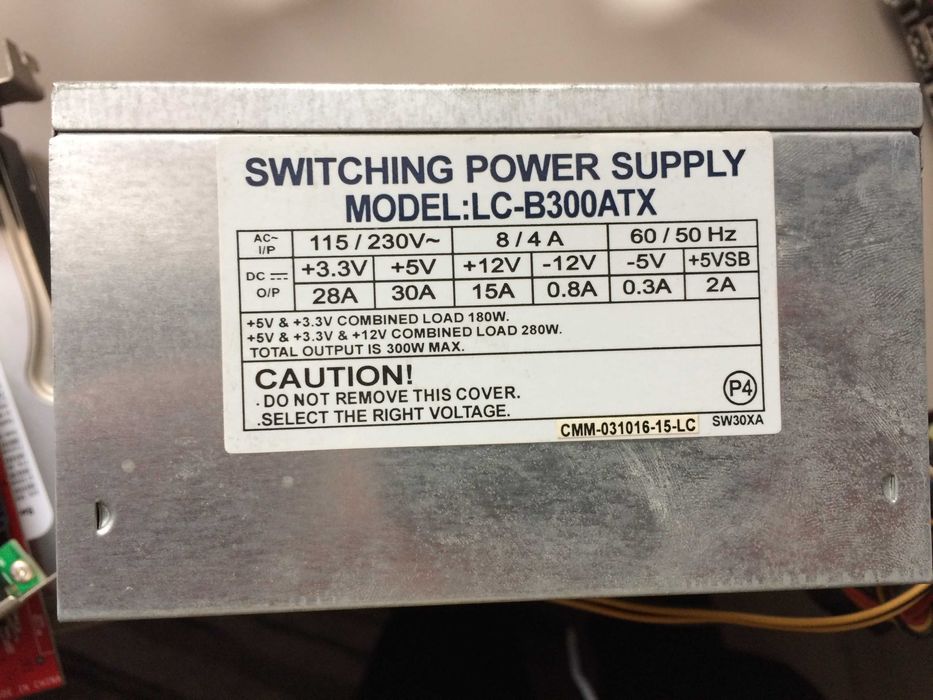 SWITCHING POWER SUPPLY
MODEL:LC-B300ATX
AC~ I/P 115 / 230V~ 8 / 4 A 60 / 50 Hz
DC O/P +3.3V +5V +12V -12V -5V +5VSB
28A 30A 15A 0.8A 0.3A 2A
+5V & +3.3V COMBINED LOAD 180W.
+5V & +3.3V & +12V COMBINED LOAD 280W.
TOTAL OUTPUT IS 300W MAX.
CAUTION!
.DO NOT REMOVE THIS COVER.
.SELECT THE RIGHT VOLTAGE.
P4
CMM-031016-15-LC SW30XA
IN CHINA